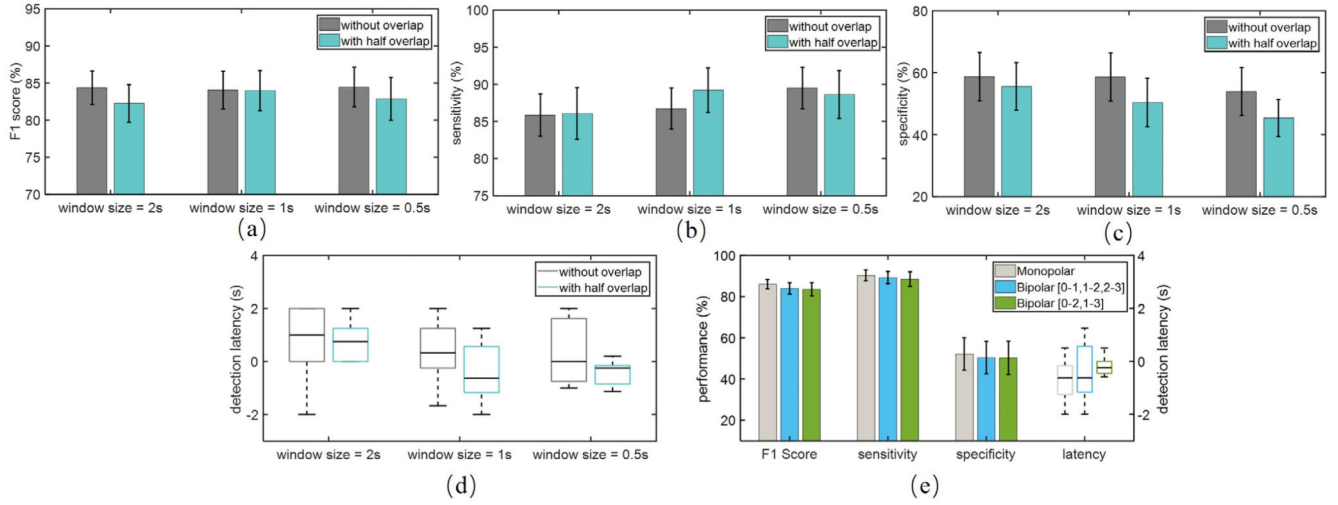 95
90
85
80
75
70
F1 score (%)
without overlap
with half overlap
window size = 2s
window size = 1s
window size = 0.5s
(a)
100
95
90
85
80
75
sensitivity (%)
without overlap
with half overlap
window size = 2s
window size = 1s
window size = 0.5s
(b)
80
60
40
20
specificity (%)
without overlap
with half overlap
window size = 2s
window size = 1s
window size = 0.5s
(c)
4
2
0
-2
detection latency (s)
without overlap
with half overlap
window size = 2s
window size = 1s
window size = 0.5s
(d)
100
80
60
40
20
performance (%)
Monopolar
Bipolar [0-1,1-2,2-3]
Bipolar [0-2,1-3]
4
2
0
-2
detection latency (s)
F1 Score
sensitivity
specificity
latency
(e)